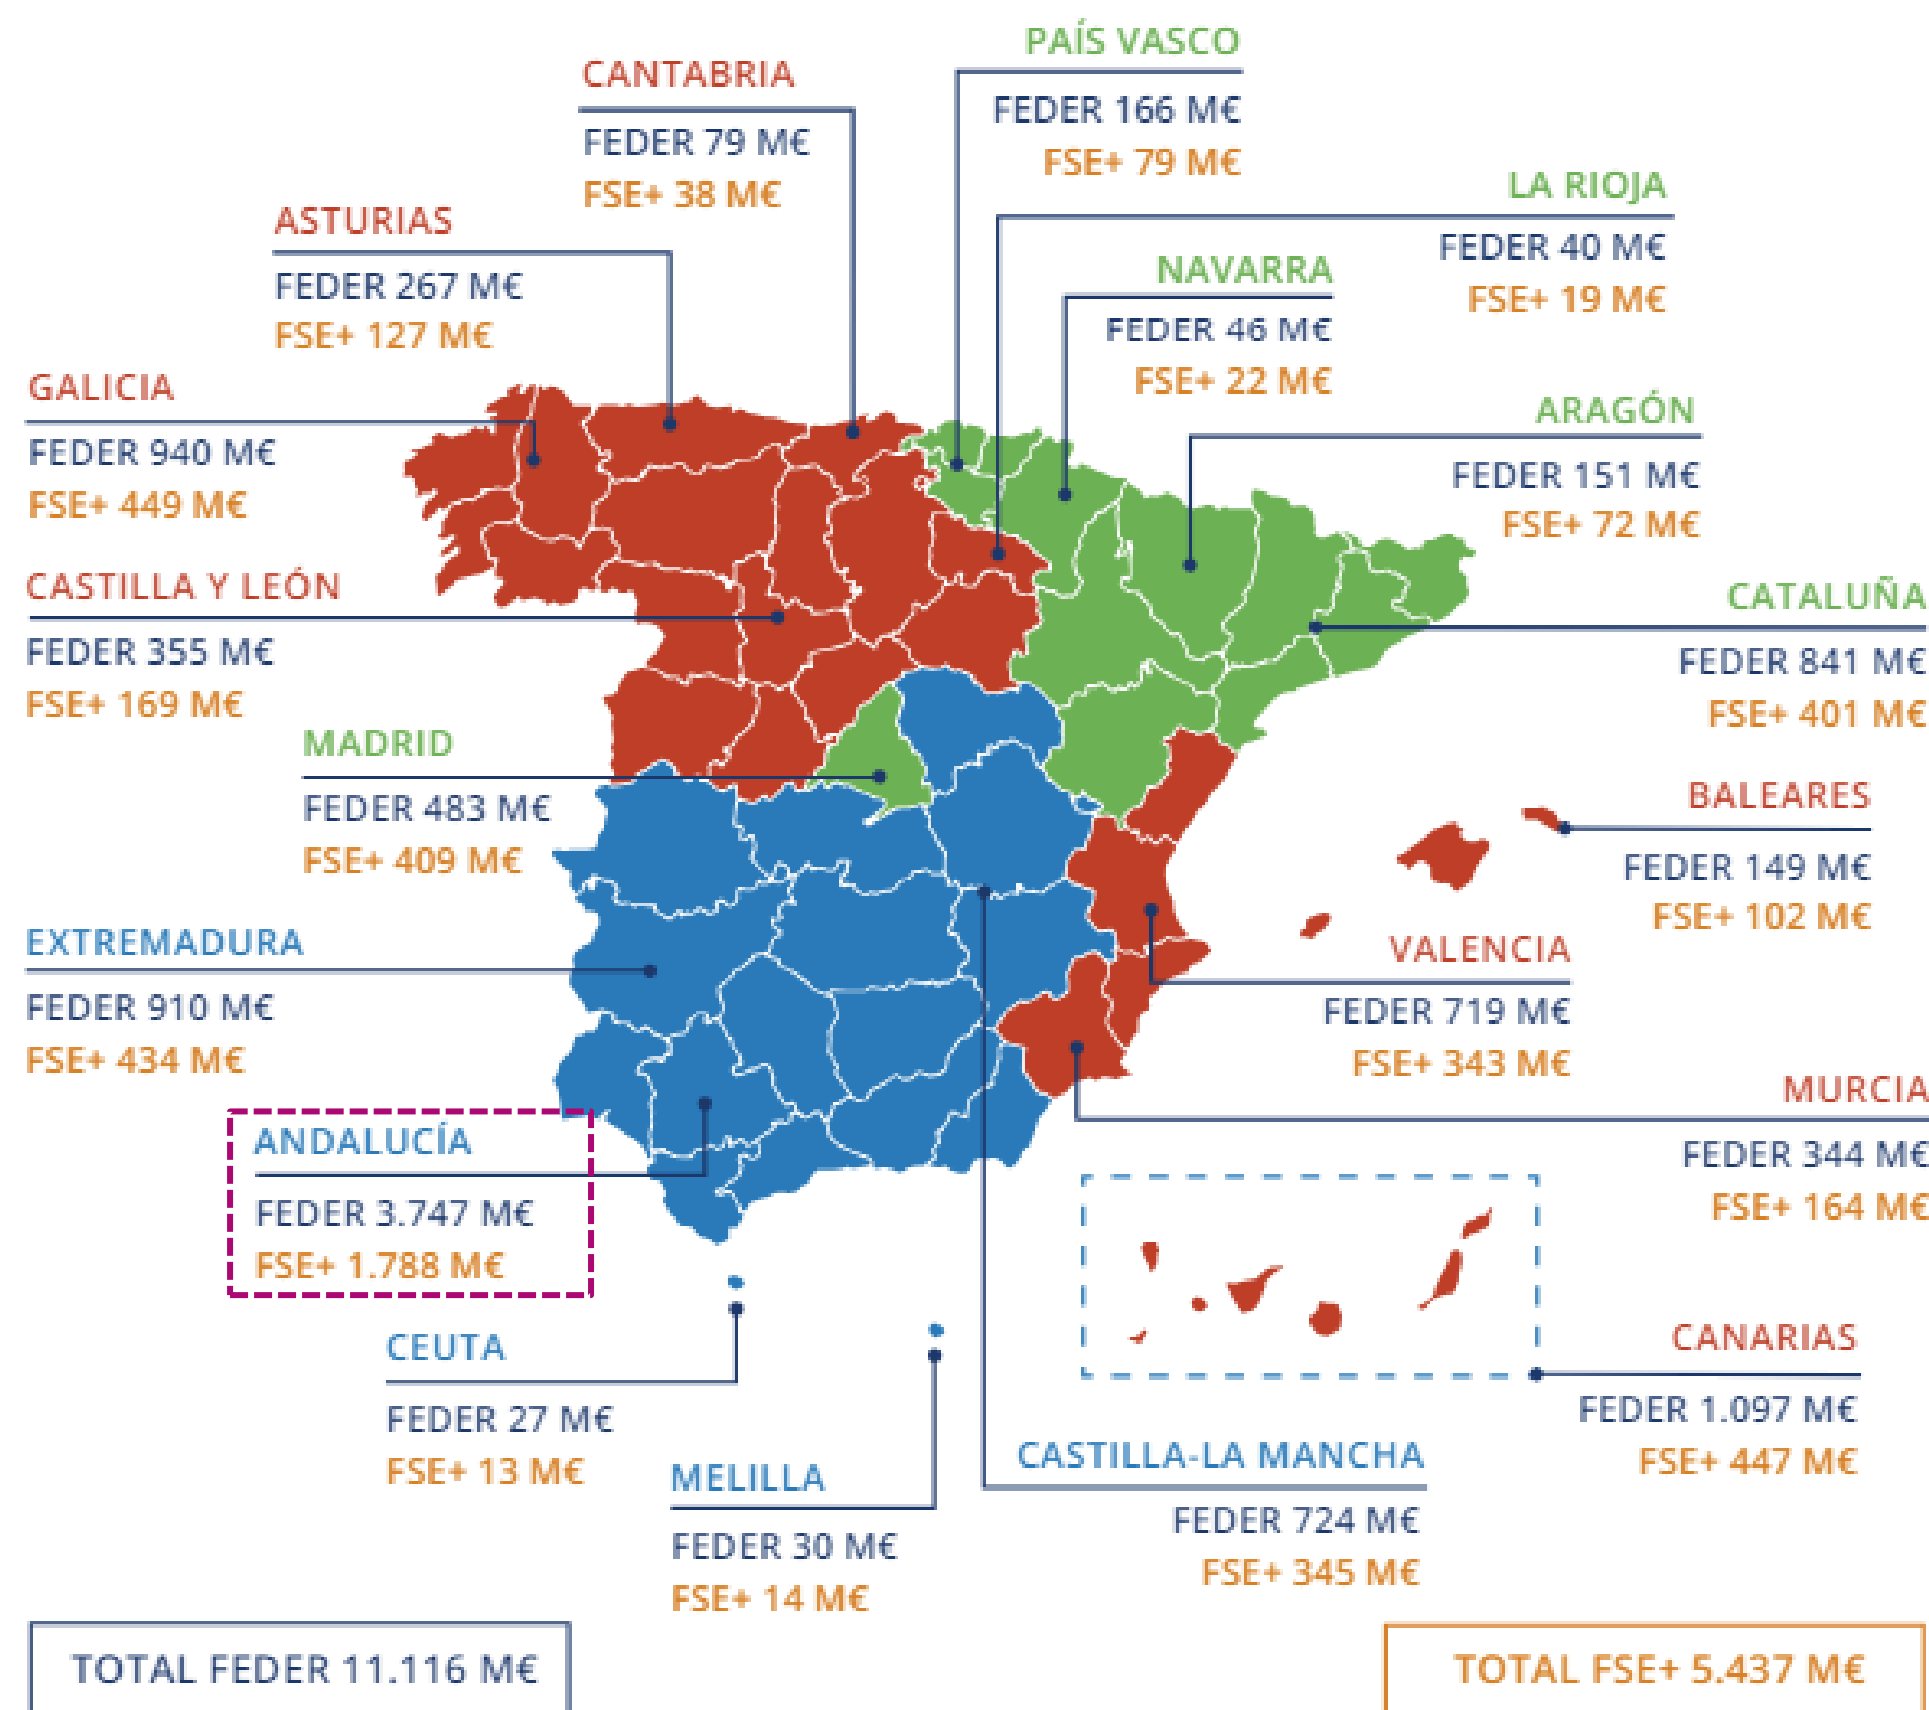 PAÍS VASCO
FEDER 166 M€
FSE+ 79 M€
CANTABRIA
FEDER 79 M€
FSE+ 38 M€
LA RIOJA
FEDER 40 M€
FSE+ 19 M€
ASTURIAS
FEDER 267 M€
FSE+ 127 M€
NAVARRA
FEDER 46 M€
FSE+ 22 M€
GALICIA
FEDER 940 M€
FSE+ 449 M€
ARAGÓN
FEDER 151 M€
FSE+ 72 M€
CASTILLA Y LEÓN
FEDER 355 M€
FSE+ 169 M€
CATALUÑA
FEDER 841 M€
FSE+ 401 M€
MADRID
FEDER 483 M€
FSE+ 409 M€
BALEARES
FEDER 149 M€
FSE+ 102 M€
EXTREMADURA
FEDER 910 M€
FSE+ 434 M€
VALENCIA
FEDER 719 M€
FSE+ 343 M€
MURCIA
FEDER 344 M€
FSE+ 164 M€
ANDALUCÍA
FEDER 3.747 M€
FSE+ 1.788 M€
CEUTA
FEDER 27 M€
FSE+ 13 M€
CANARIAS
FEDER 1.097 M€
FSE+ 447 M€
MELILLA
FEDER 30 M€
FSE+ 14 M€
CASTILLA-LA MANCHA
FEDER 724 M€
FSE+ 345 M€
TOTAL FEDER 11.116 M€
TOTAL FSE+ 5.437 M€